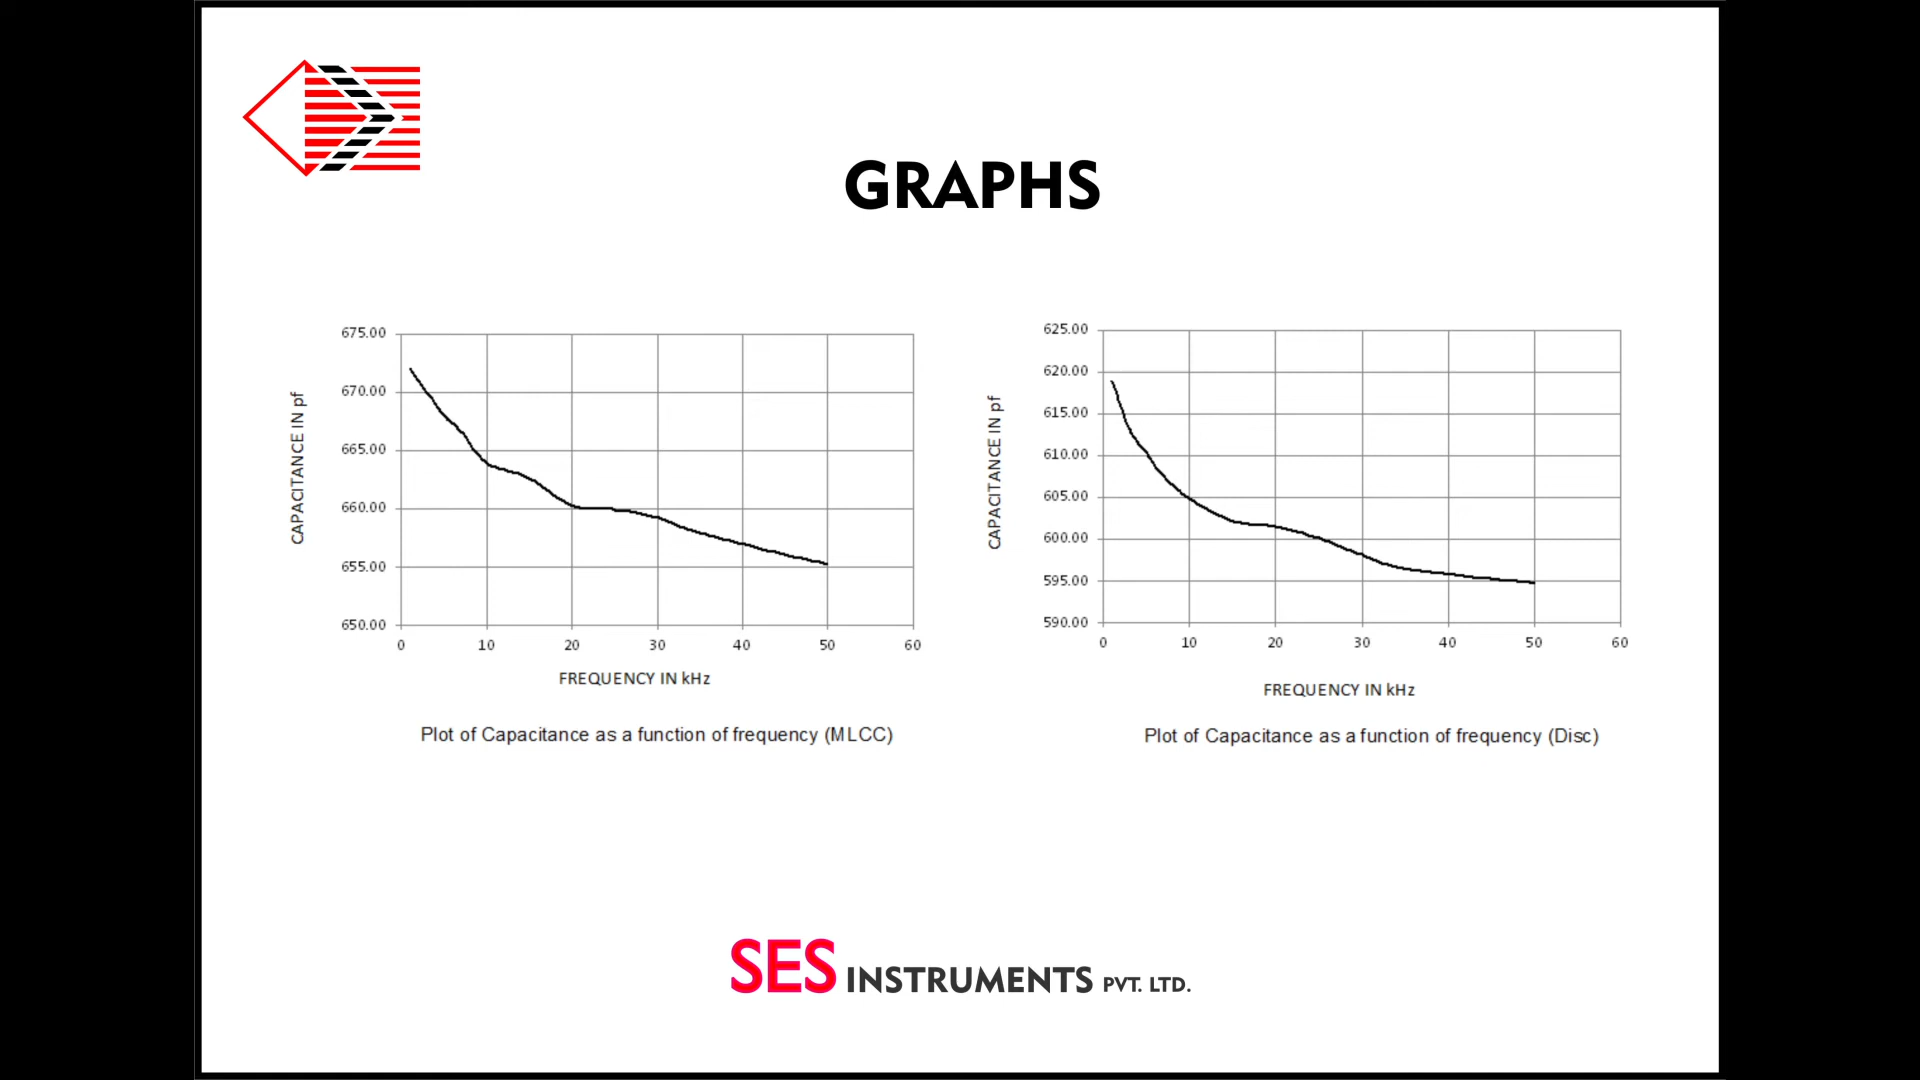 GRAPHS
675.00
670.00
665.00
660.00
655.00
650.00
CAPACITANCE IN pf
0 10 20 30 40 50 60
FREQUENCY IN kHz
Plot of Capacitance as a function of frequency (MLCC)
625.00
620.00
615.00
610.00
605.00
600.00
595.00
590.00
CAPACITANCE IN pf
0 10 20 30 40 50 60
FREQUENCY IN kHz
Plot of Capacitance as a function of frequency (Disc)
SES INSTRUMENTS PVT. LTD.